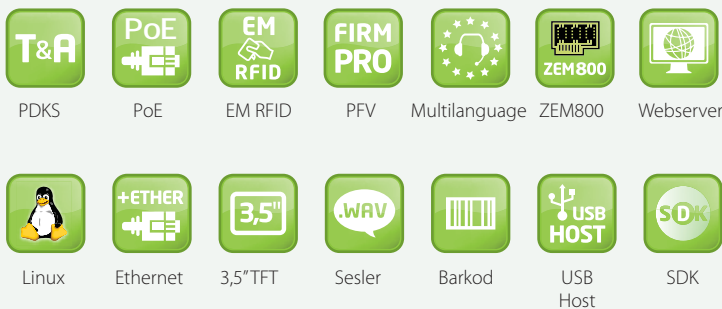 T&A
PoE
EM
RFID
FIRM
PRO
ZEM800
PDKS
PoE
EM RFID
PFV
Multilanguage
ZEM800
Webserver
+ETHER
3,5"
.WAV
USB
HOST
SDK
Linux
Ethernet
3,5” TFT
Sesler
Barkod
USB
Host
SDK